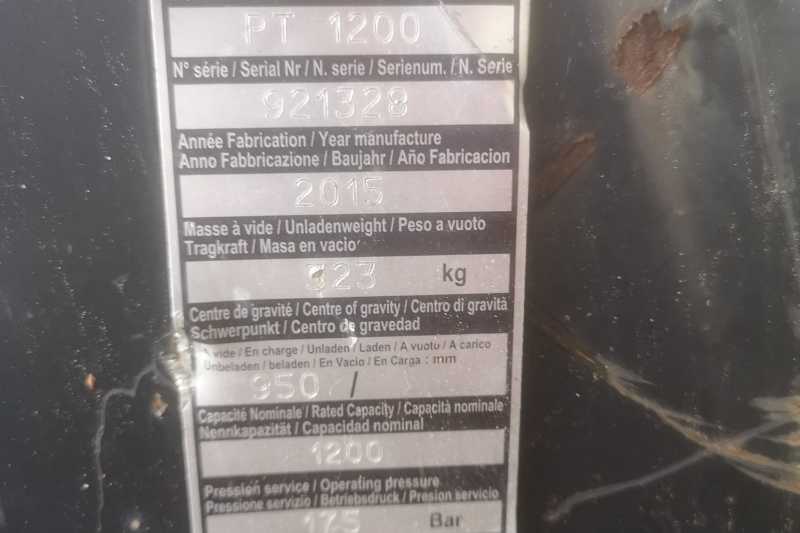 PT 1200
N° série / Serial Nr / N. serie / Serienum. / N. Serie
921328
Année Fabrication / Year manufacture
Anno Fabbricazione / Baujahr / Año Fabricacion
2015
Masse à vide / Unladenweight / Peso a vuoto
Tragkraft / Masa en vacio
323 kg
Centre de gravité / Centre of gravity / Centro di gravità
Schwerpunkt / Centro de gravedad
A vide / En charge / Unladen / Laden / A vuoto / A carico
Unbeladen / beladen / En Vacio / En Carga : mm
950 /
Capacité Nominale / Rated Capacity / Capacità nominale
Nennkapazität / Capacidad nominal
1200
Pression service / Operating pressure
Pressione servizio / Betriebsdruck / Presion servicio
175 Bar